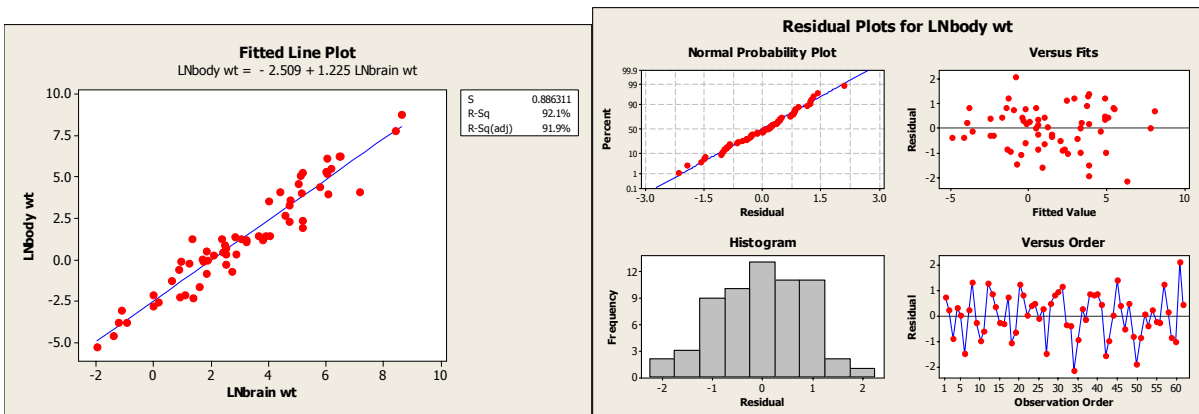 Fitted Line Plot
LNbody wt = - 2.509 + 1.225 LNbrain wt
S 0.886311
R-Sq 92.1%
R-Sq(adj) 91.9%
10.0
7.5
5.0
2.5
0.0
-2.5
-5.0
LNbody wt
-2 0 2 4 6 8 10
LNbrain wt
Residual Plots for LNbody wt
Normal Probability Plot
99.9
99
90
50
10
1
0.1
Percent
-3.0 -1.5 0.0 1.5 3.0
Residual
Versus Fits
2
1
0
-1
-2
Residual
-5 0 5 10
Fitted Value
Histogram
12
9
6
3
0
Frequency
-2 -1 0 1 2
Residual
Versus Order
2
1
0
-1
-2
Residual
1 5 10 15 20 25 30 35 40 45 50 55 60
Observation Order